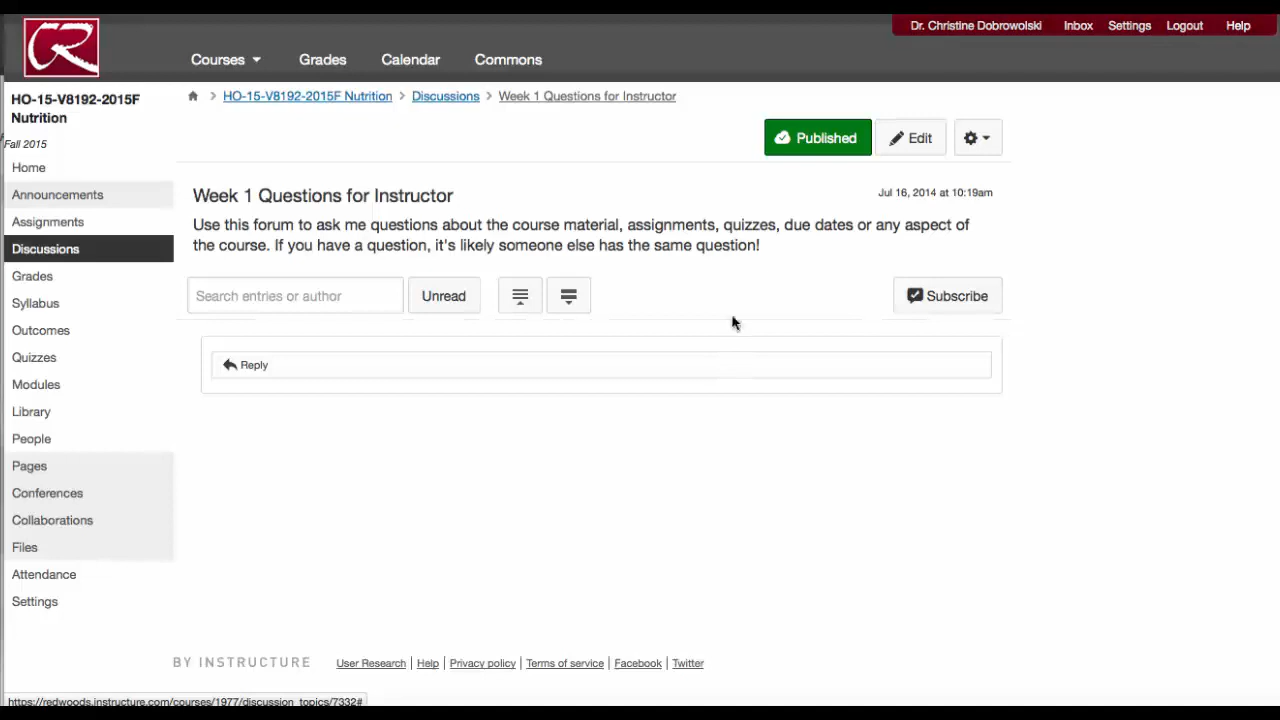 Dr. Christine Dobrowolski Inbox Settings Logout Help
CR
Courses Grades Calendar Commons
HO-15-V8192-2015F
Nutrition
Fall 2015
Home
Announcements
Assignments
Discussions
Grades
Syllabus
Outcomes
Quizzes
Modules
Library
People
Pages
Conferences
Collaborations
Files
Attendance
Settings
> HO-15-V8192-2015F Nutrition > Discussions > Week 1 Questions for Instructor
Published Edit
Week 1 Questions for Instructor Jul 16, 2014 at 10:19am
Use this forum to ask me questions about the course material, assignments, quizzes, due dates or any aspect of
the course. If you have a question, it's likely someone else has the same question!
Search entries or author Unread Subscribe
Reply
BY INSTRUCTURE User Research | Help | Privacy policy | Terms of service | Facebook | Twitter
https://redwoods.instructure.com/courses/1977/discussion_topics/7332#